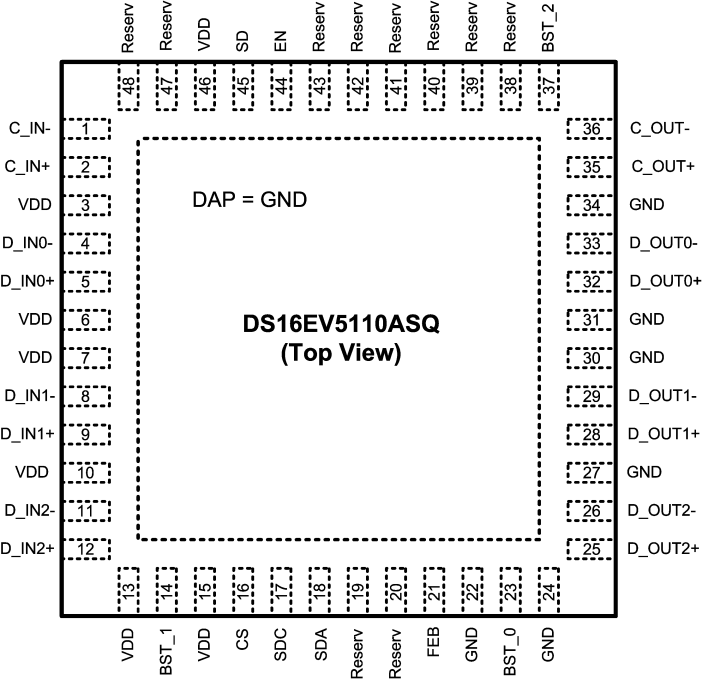 Reserv
Reserv
VDD
SD
EN
Reserv
Reserv
Reserv
Reserv
Reserv
Reserv
BST_2
48
47
46
45
44
43
42
41
40
39
38
37
C_IN- 1
C_IN+ 2
VDD 3
D_IN0- 4
D_IN0+ 5
VDD 6
VDD 7
D_IN1- 8
D_IN1+ 9
VDD 10
D_IN2- 11
D_IN2+ 12
DAP = GND
DS16EV5110ASQ
(Top View)
36 C_OUT-
35 C_OUT+
34 GND
33 D_OUT0-
32 D_OUT0+
31 GND
30 GND
29 D_OUT1-
28 D_OUT1+
27 GND
26 D_OUT2-
25 D_OUT2+
13
14
15
16
17
18
19
20
21
22
23
24
VDD
BST_1
VDD
CS
SDC
SDA
Reserv
Reserv
FEB
GND
BST_0
GND